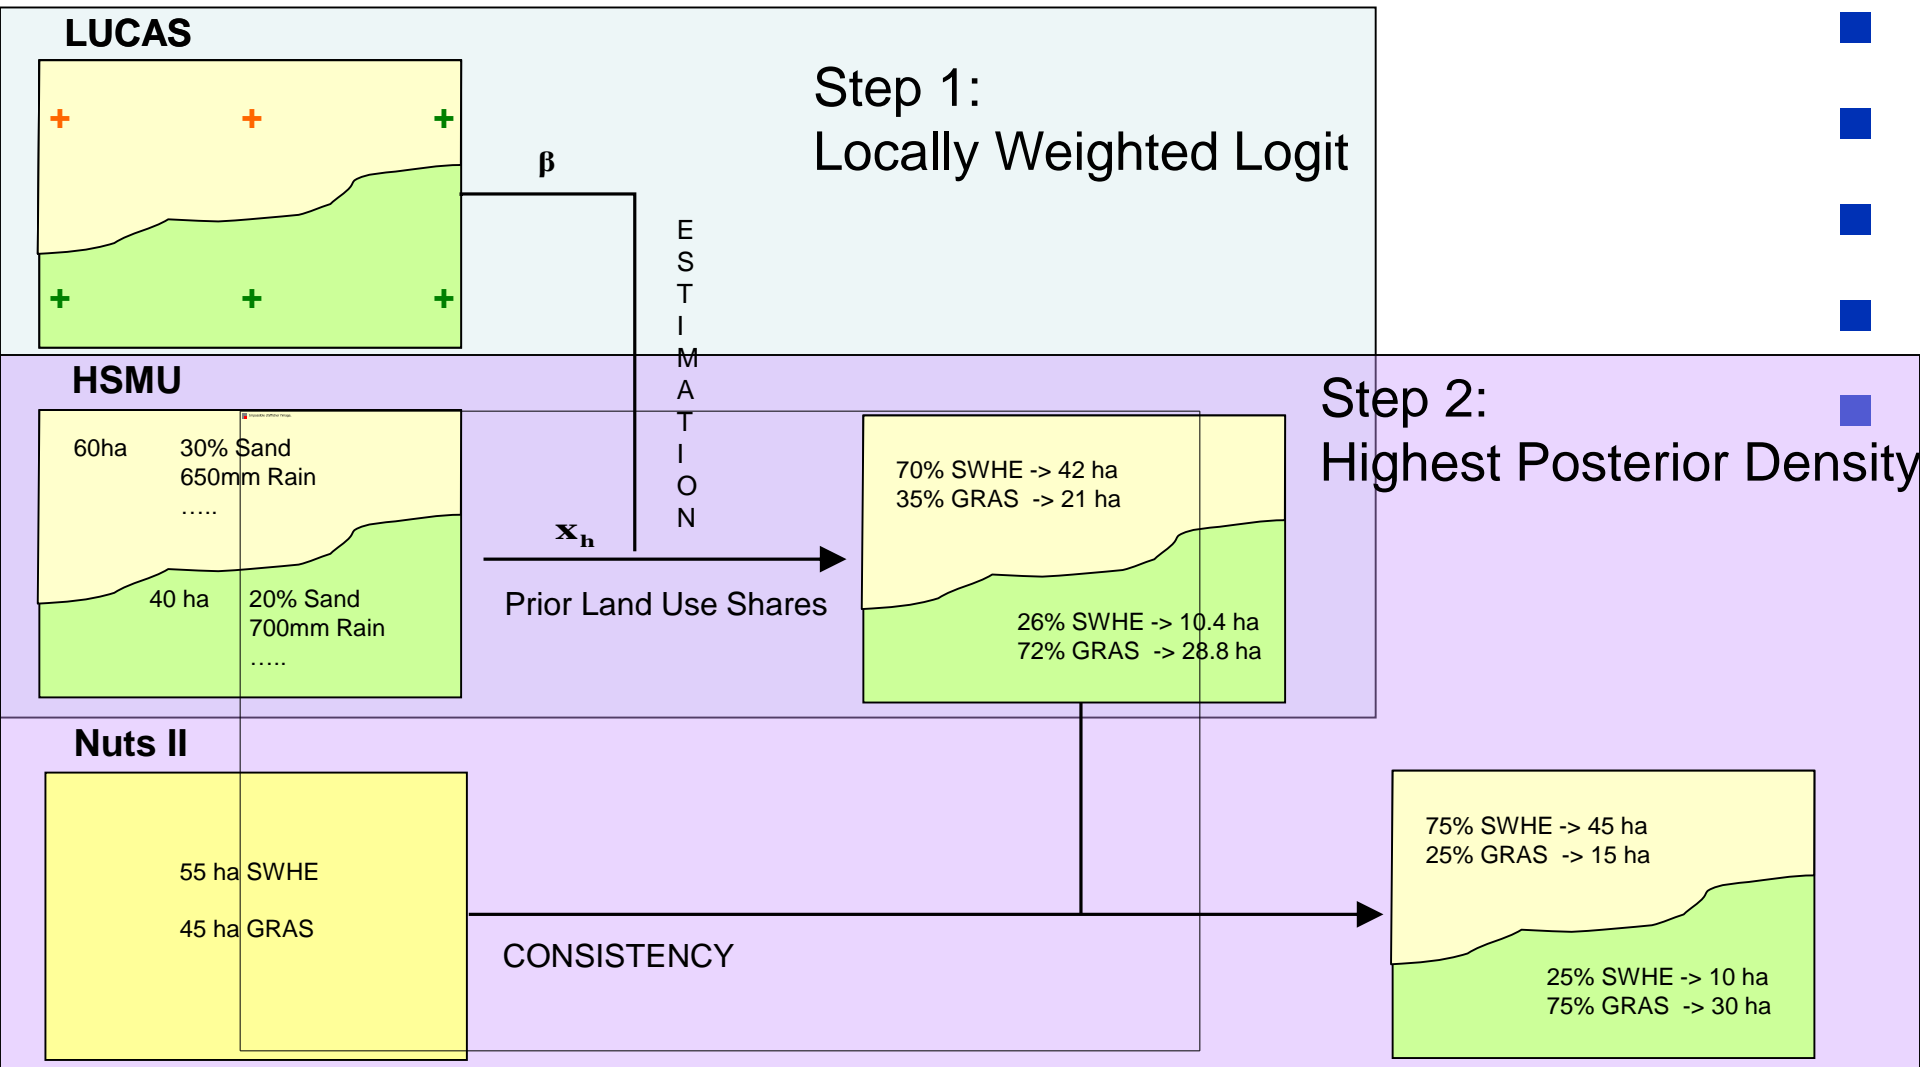 LUCAS
Step 1:
Locally Weighted Logit
β
ESTIMATION
HSMU
60ha
30% Sand
650mm Rain
…..
40 ha
20% Sand
700mm Rain
…..
x_h
Prior Land Use Shares
70% SWHE -> 42 ha
35% GRAS -> 21 ha
26% SWHE -> 10.4 ha
72% GRAS -> 28.8 ha
Step 2:
Highest Posterior Density
Nuts II
55 ha SWHE
45 ha GRAS
CONSISTENCY
75% SWHE -> 45 ha
25% GRAS -> 15 ha
25% SWHE -> 10 ha
75% GRAS -> 30 ha